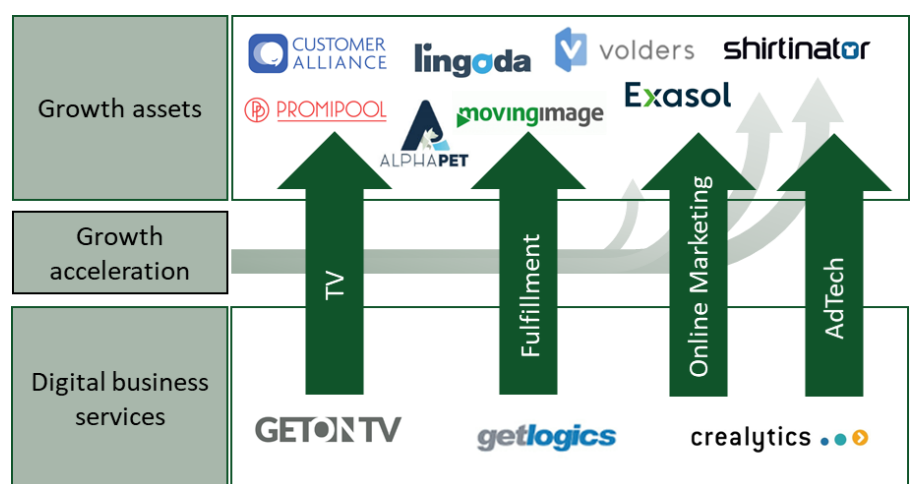 Growth assets
CUSTOMER
ALLIANCE
lingoda
volders
shirtinator
PROMIPOOL
ALPHAPET
movingimage
Exasol
Growth
acceleration
TV
Fulfillment
Online Marketing
AdTech
Digital business
services
GETONTV
getlogics
crealytics